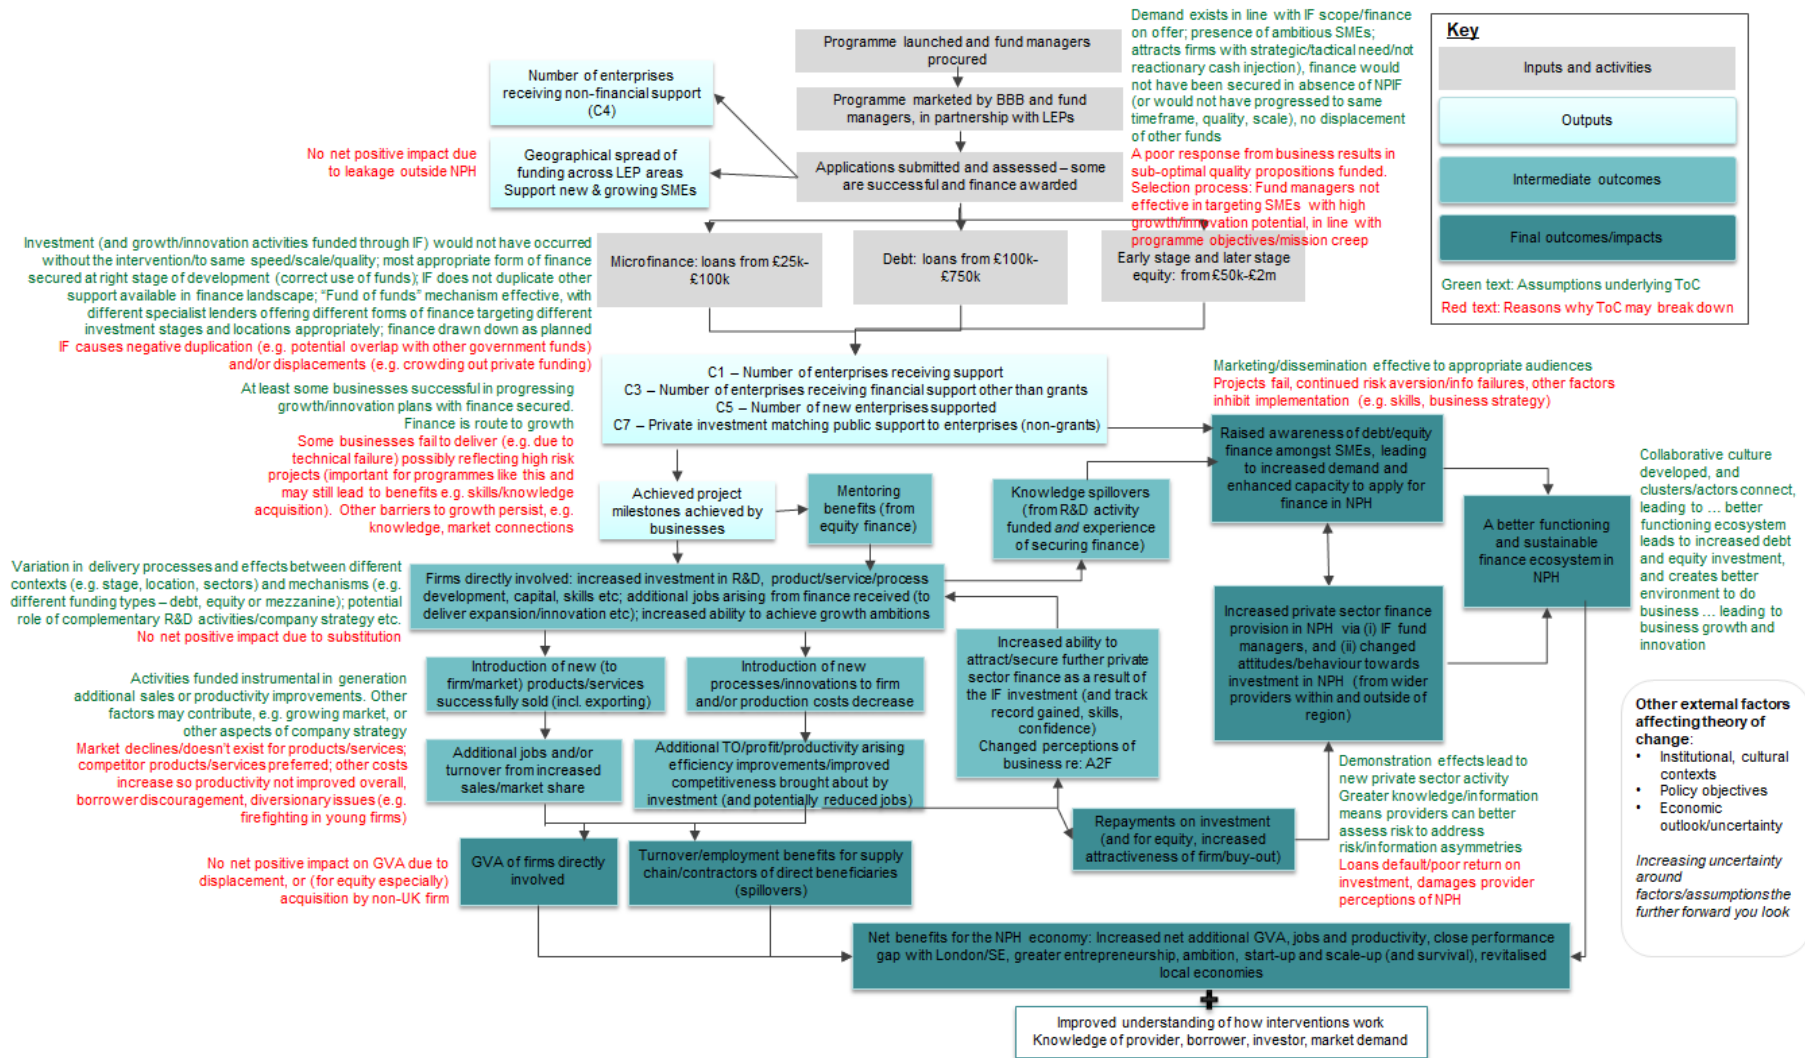 Programme launched and fund managers
procured
Programme marketed by BBB and fund
managers, in partnership with LEPs
Applications submitted and assessed – some
are successful and finance awarded
Number of enterprises
receiving non-financial support
(C4)
Geographical spread of
funding across LEP areas
Support new & growing SMEs
No net positive impact due
to leakage outside NPH
Demand exists in line with IF scope/finance
on offer; presence of ambitious SMEs;
attracts firms with strategic/tactical need/not
reactionary cash injection), finance would
not have been secured in absence of NPIF
(or would not have progressed to same
timeframe, quality, scale), no displacement
of other funds
A poor response from business results in
sub-optimal quality propositions funded.
Selection process: Fund managers not
effective in targeting SMEs with high
growth/innovation potential, in line with
programme objectives/mission creep
Key
Inputs and activities
Outputs
Intermediate outcomes
Final outcomes/impacts
Green text: Assumptions underlying ToC
Red text: Reasons why ToC may break down
Investment (and growth/innovation activities funded through IF) would not have occurred
without the intervention/to same speed/scale/quality; most appropriate form of finance
secured at right stage of development (correct use of funds); IF does not duplicate other
support available in finance landscape; “Fund of funds” mechanism effective, with
different specialist lenders offering different forms of finance targeting different
investment stages and locations appropriately; finance drawn down as planned
IF causes negative duplication (e.g. potential overlap with other government funds)
and/or displacements (e.g. crowding out private funding)
Microfinance: loans from £25k-
£100k
Debt: loans from £100k-
£750k
Early stage and later stage
equity: from £50k-£2m
C1 – Number of enterprises receiving support
C3 – Number of enterprises receiving financial support other than grants
C5 – Number of new enterprises supported
C7 – Private investment matching public support to enterprises (non-grants)
At least some businesses successful in progressing
growth/innovation plans with finance secured.
Finance is route to growth
Some businesses fail to deliver (e.g. due to
technical failure) possibly reflecting high risk
projects (important for programmes like this and
may still lead to benefits e.g. skills/knowledge
acquisition). Other barriers to growth persist, e.g.
knowledge, market connections
Achieved project
milestones achieved by
businesses
Mentoring
benefits (from
equity finance)
Knowledge spillovers
(from R&D activity
funded and experience
of securing finance)
Marketing/dissemination effective to appropriate audiences
Projects fail, continued risk aversion/info failures, other factors
inhibit implementation (e.g. skills, business strategy)
Raised awareness of debt/equity
finance amongst SMEs, leading
to increased demand and
enhanced capacity to apply for
finance in NPH
A better functioning
and sustainable
finance ecosystem in
NPH
Collaborative culture
developed, and
clusters/actors connect,
leading to … better
functioning ecosystem
leads to increased debt
and equity investment,
and creates better
environment to do
business … leading to
business growth and
innovation
Variation in delivery processes and effects between different
contexts (e.g. stage, location, sectors) and mechanisms (e.g.
different funding types – debt, equity or mezzanine); potential
role of complementary R&D activities/company strategy etc.
No net positive impact due to substitution
Firms directly involved: increased investment in R&D, product/service/process
development, capital, skills etc; additional jobs arising from finance received (to
deliver expansion/innovation etc); increased ability to achieve growth ambitions
Increased private sector finance
provision in NPH via (i) IF fund
managers, and (ii) changed
attitudes/behaviour towards
investment in NPH (from wider
providers within and outside of
region)
Increased ability to
attract/secure further private
sector finance as a result of
the IF investment (and track
record gained, skills,
confidence)
Changed perceptions of
business re: A2F
Activities funded instrumental in generation
additional sales or productivity improvements. Other
factors may contribute, e.g. growing market, or
other aspects of company strategy
Market declines/doesn't exist for products/services;
competitor products/services preferred; other costs
increase so productivity not improved overall,
borrower discouragement, diversionary issues (e.g.
firefighting in young firms)
Introduction of new (to
firm/market) products/services
successfully sold (incl. exporting)
Introduction of new
processes/innovations to firm
and/or production costs decrease
Additional jobs and/or
turnover from increased
sales/market share
Additional TO/profit/productivity arising
efficiency improvements/improved
competitiveness brought about by
investment (and potentially reduced jobs)
Other external factors
affecting theory of
change:
• Institutional, cultural
contexts
• Policy objectives
• Economic
outlook/uncertainty
Increasing uncertainty
around
factors/assumptions the
further forward you look
Demonstration effects lead to
new private sector activity
Greater knowledge/information
means providers can better
assess risk to address
risk/information asymmetries
Loans default/poor return on
investment, damages provider
perceptions of NPH
Repayments on investment
(and for equity, increased
attractiveness of firm/buy-out)
No net positive impact on GVA due to
displacement, or (for equity especially)
acquisition by non-UK firm
GVA of firms directly
involved
Turnover/employment benefits for supply
chain/contractors of direct beneficiaries
(spillovers)
Net benefits for the NPH economy: Increased net additional GVA, jobs and productivity, close performance
gap with London/SE, greater entrepreneurship, ambition, start-up and scale-up (and survival), revitalised
local economies
Improved understanding of how interventions work
Knowledge of provider, borrower, investor, market demand